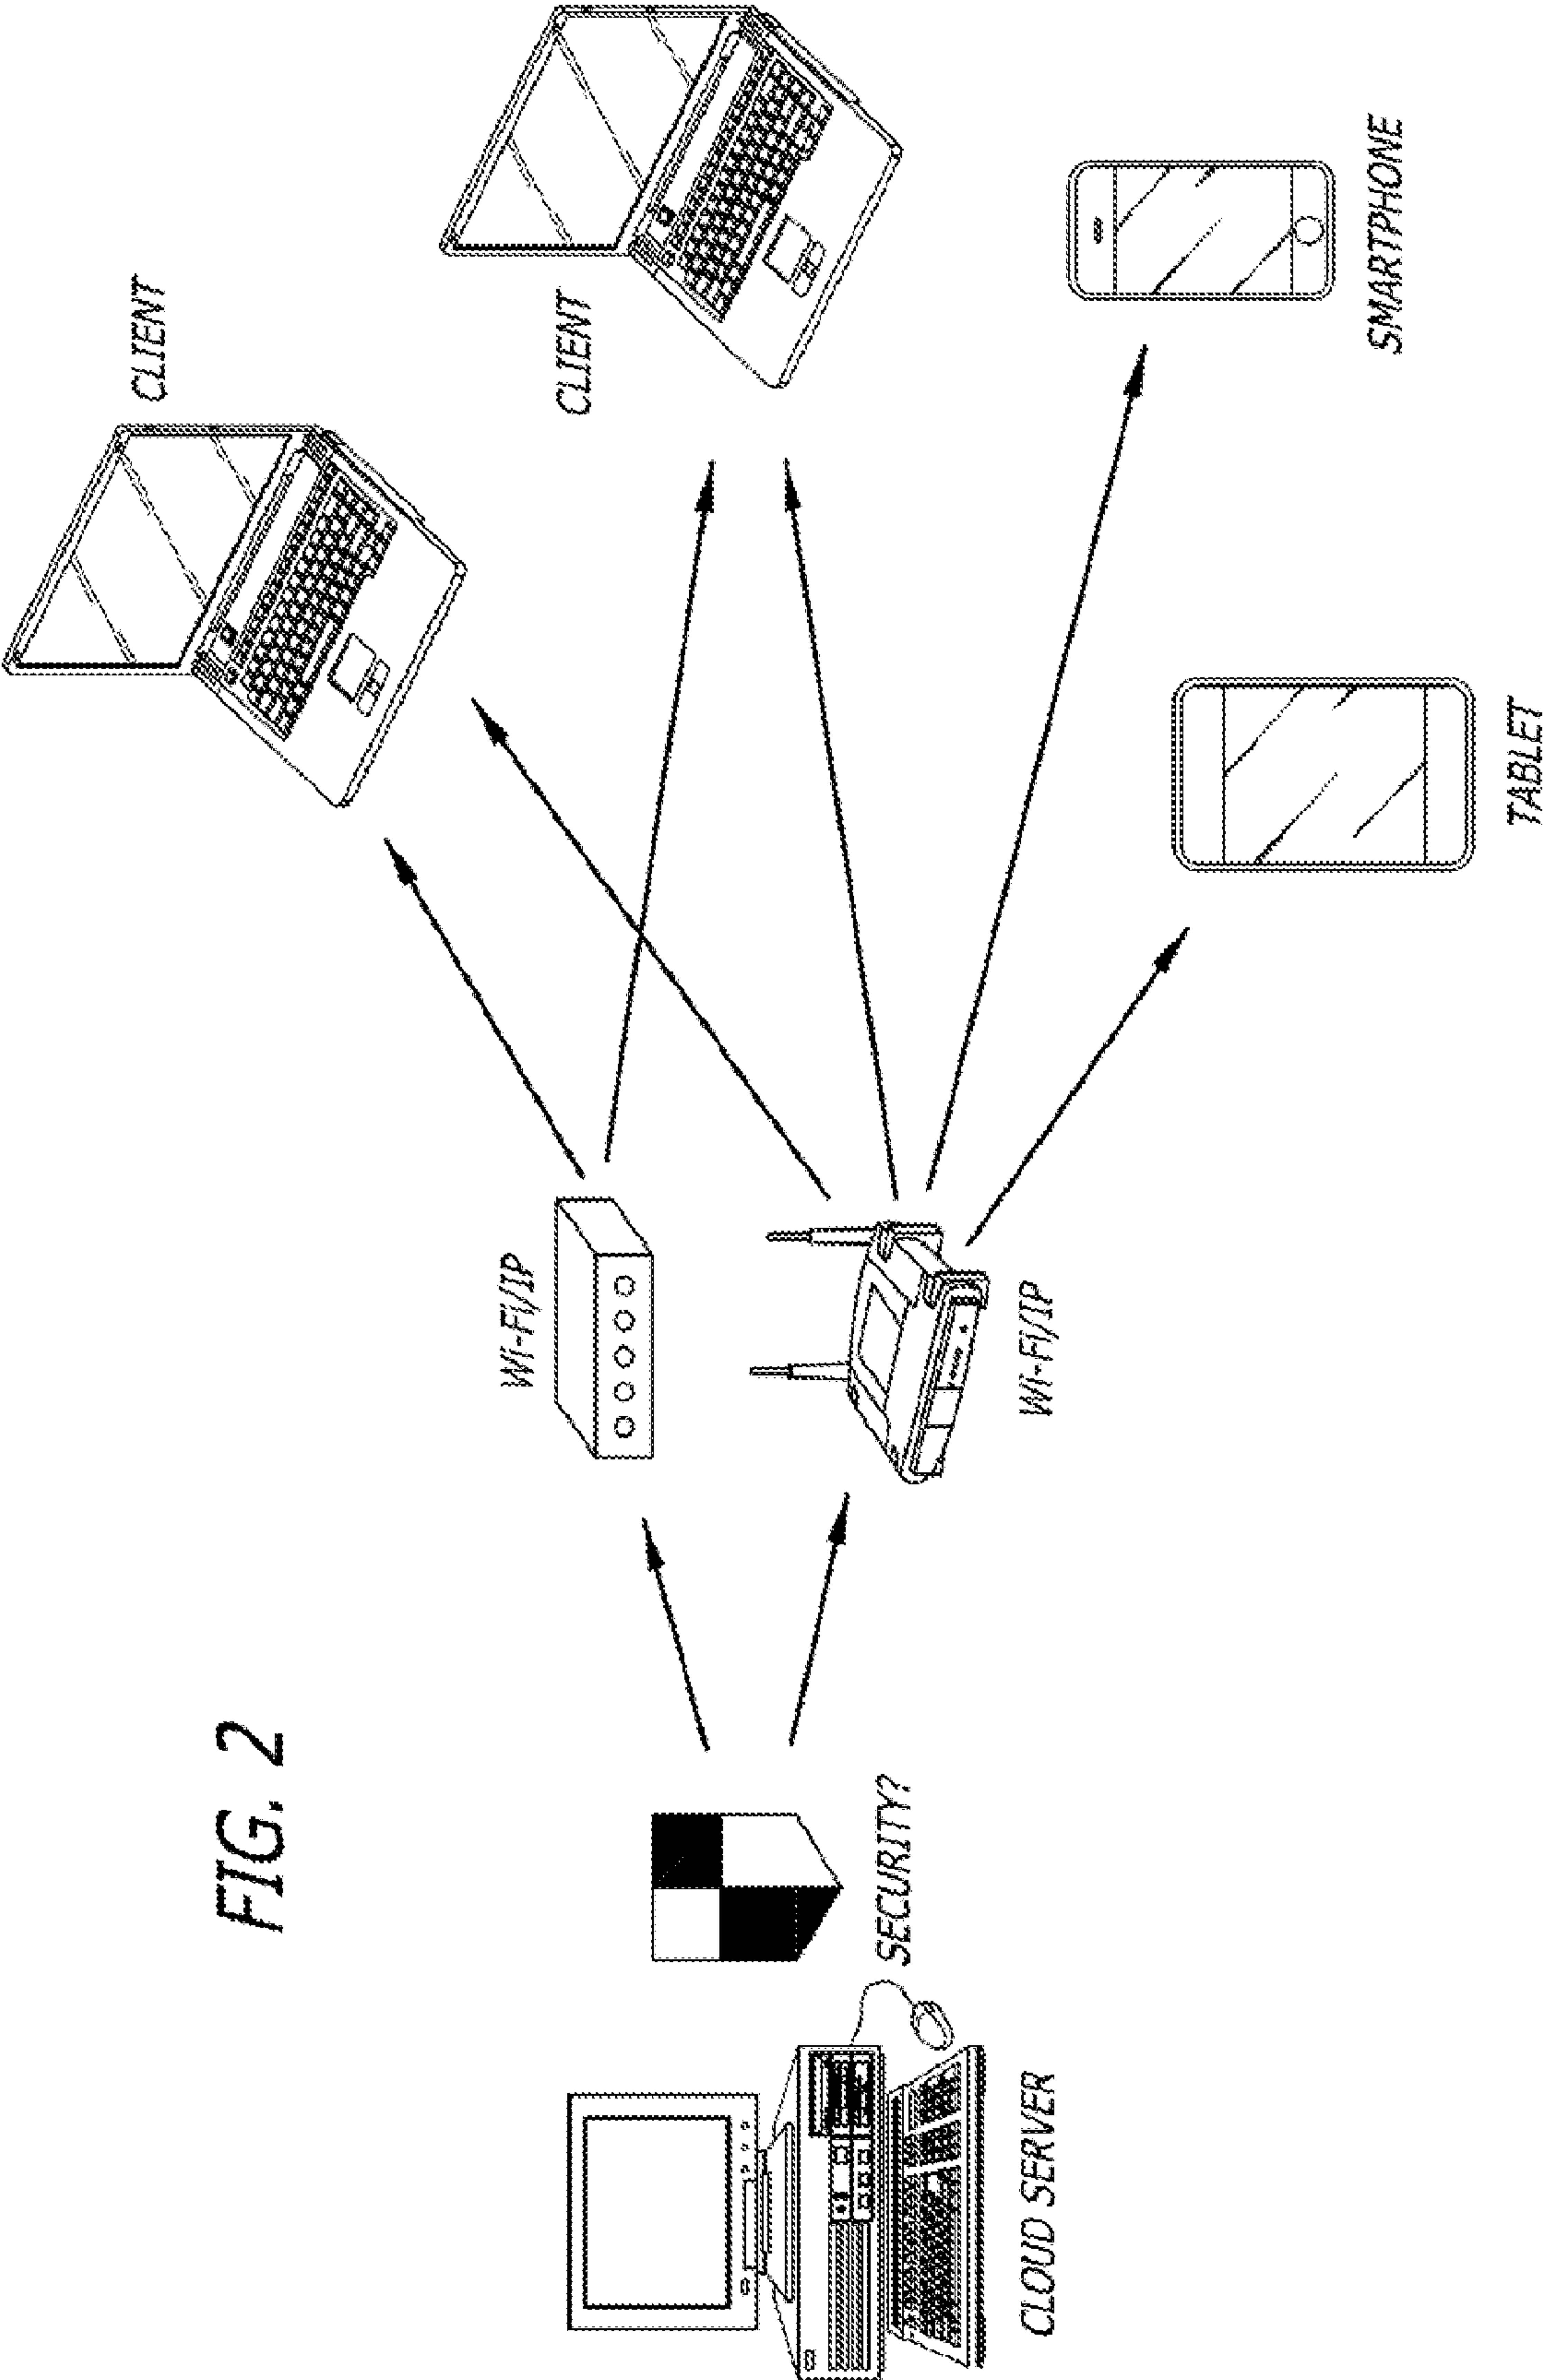 FIG. 2
CLIENT
CLIENT
Wi-Fi/IP
SECURITY?
CLOUD SERVER
Wi-Fi/IP
SMARTPHONE
TABLET